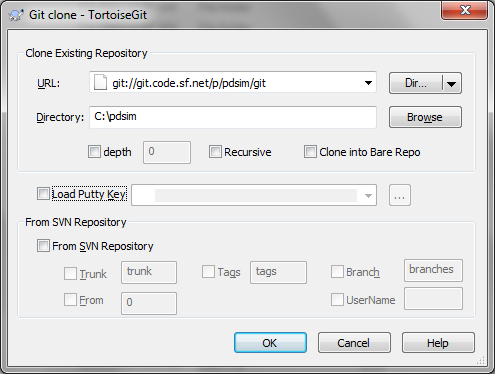 Git clone - TortoiseGit
Clone Existing Repository
URL: git://git.code.sf.net/p/pdsim/git Dir...
Directory: C:\pdsim Browse
depth 0 Recursive Clone into Bare Repo
Load Putty Key ...
From SVN Repository
From SVN Repository
Trunk trunk Tags tags Branch branches
From 0 UserName
OK Cancel Help